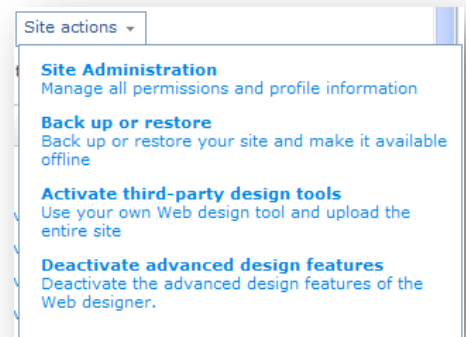 Site actions
Site Administration
Manage all permissions and profile information
Back up or restore
Back up or restore your site and make it available
offline
Activate third-party design tools
Use your own Web design tool and upload the
entire site
Deactivate advanced design features
Deactivate the advanced design features of the
Web designer.